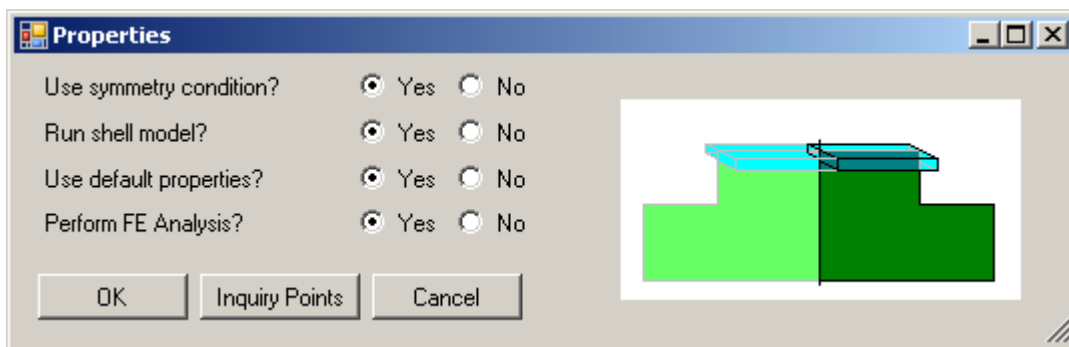 Properties
Use symmetry condition? Yes No
Run shell model? Yes No
Use default properties? Yes No
Perform FE Analysis? Yes No
OK Inquiry Points Cancel